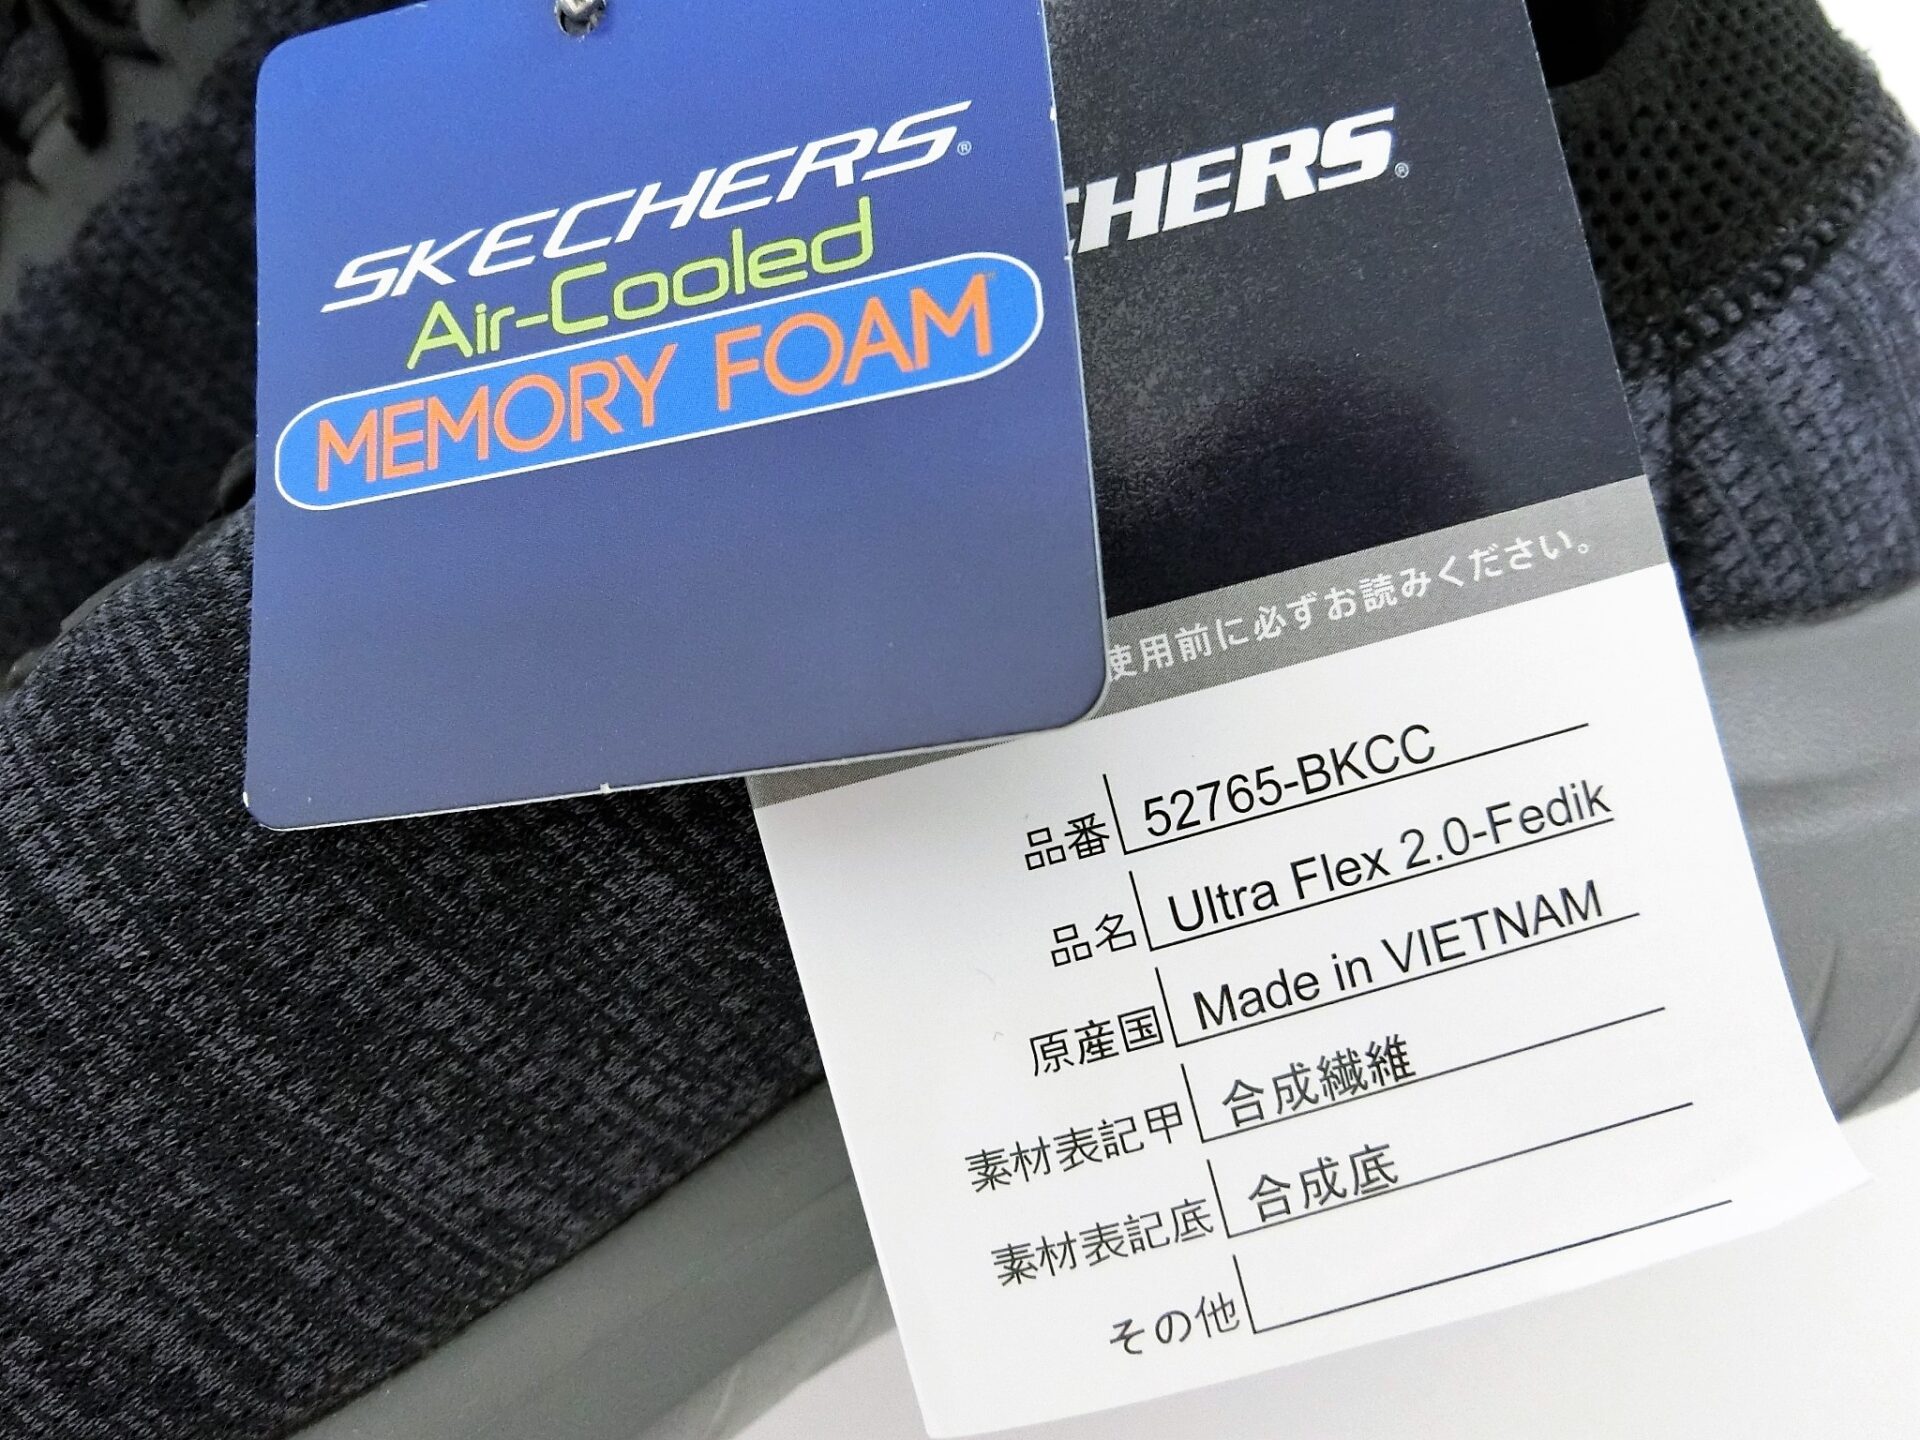 SKECHERS®
Air-Cooled
MEMORY FOAM™
CHERS®
使用前に必ずお読みください。
品番 52765-BKCC
品名 Ultra Flex 2.0-Fedik
原産国 Made in VIETNAM
素材表記甲 合成繊維
素材表記底 合成底
その他